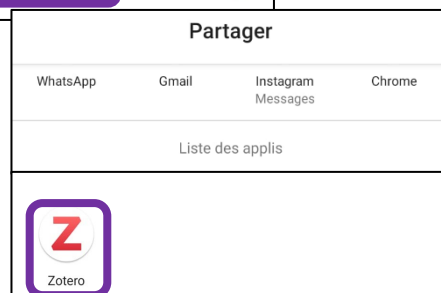 Partager
WhatsApp Gmail Instagram Chrome
Messages
Liste des applis
Z
Zotero